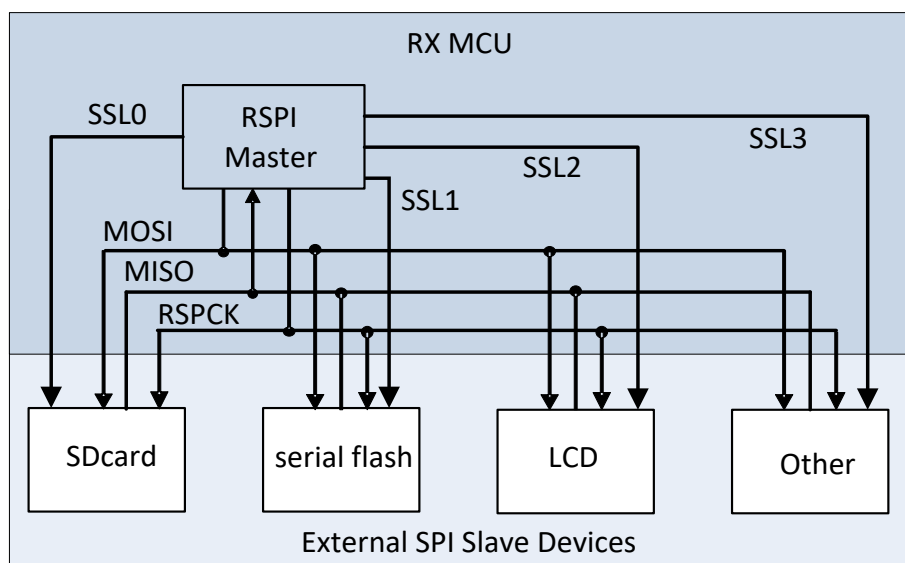 RX MCU
SSL0
RSPI
Master
SSL3
SSL2
SSL1
MOSI
MISO
RSPCK
SDcard
serial flash
LCD
Other
External SPI Slave Devices